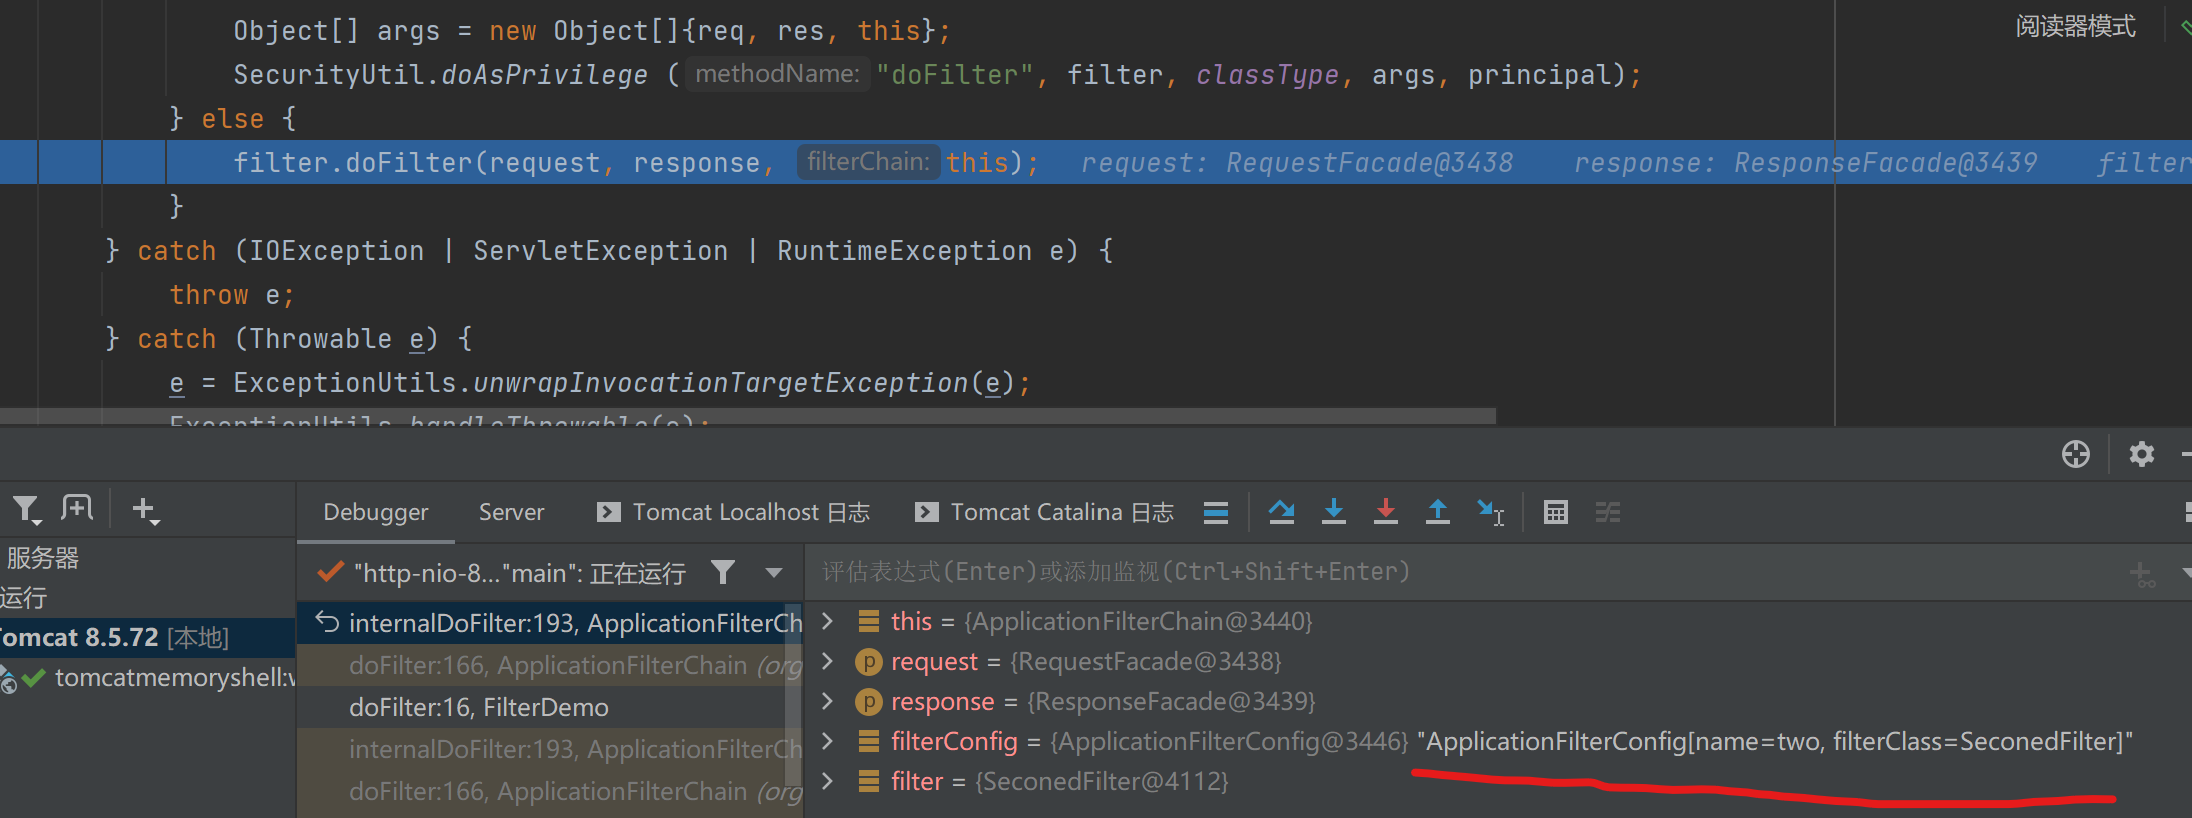 Object[] args = new Object[]{req, res, this};
阅读器模式
SecurityUtil.doAsPrivilege ( methodName: "doFilter", filter, classType, args, principal);
} else {
filter.doFilter(request, response, filterChain: this); request: RequestFacade@3438 response: ResponseFacade@3439 filter
}
} catch (IOException | ServletException | RuntimeException e) {
throw e;
} catch (Throwable e) {
e = ExceptionUtils.unwrapInvocationTargetException(e);
ExceptionUtils.handleThrowable(e);
Debugger Server Tomcat Localhost 日志 Tomcat Catalina 日志
服务器
运行
Tomcat 8.5.72 [本地]
tomcatmemoryshell:w
"http-nio-8..."main": 正在运行
internalDoFilter:193, ApplicationFilterCh
doFilter:166, ApplicationFilterChain (org
doFilter:16, FilterDemo
internalDoFilter:193, ApplicationFilterCh
doFilter:166, ApplicationFilterChain (org
评估表达式(Enter)或添加监视(Ctrl+Shift+Enter)
this = {ApplicationFilterChain@3440}
request = {RequestFacade@3438}
response = {ResponseFacade@3439}
filterConfig = {ApplicationFilterConfig@3446} "ApplicationFilterConfig[name=two, filterClass=SeconedFilter]"
filter = {SeconedFilter@4112}